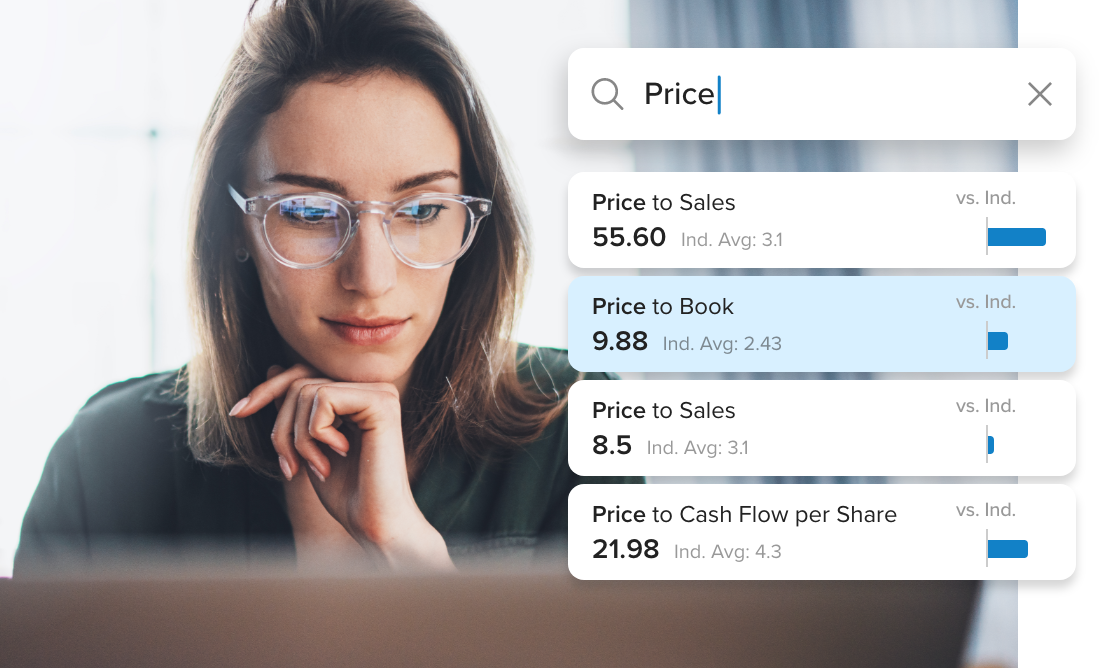 Price
Price to Sales
vs. Ind.
55.60 Ind. Avg: 3.1
Price to Book
vs. Ind.
9.88 Ind. Avg: 2.43
Price to Sales
vs. Ind.
8.5 Ind. Avg: 3.1
Price to Cash Flow per Share
vs. Ind.
21.98 Ind. Avg: 4.3